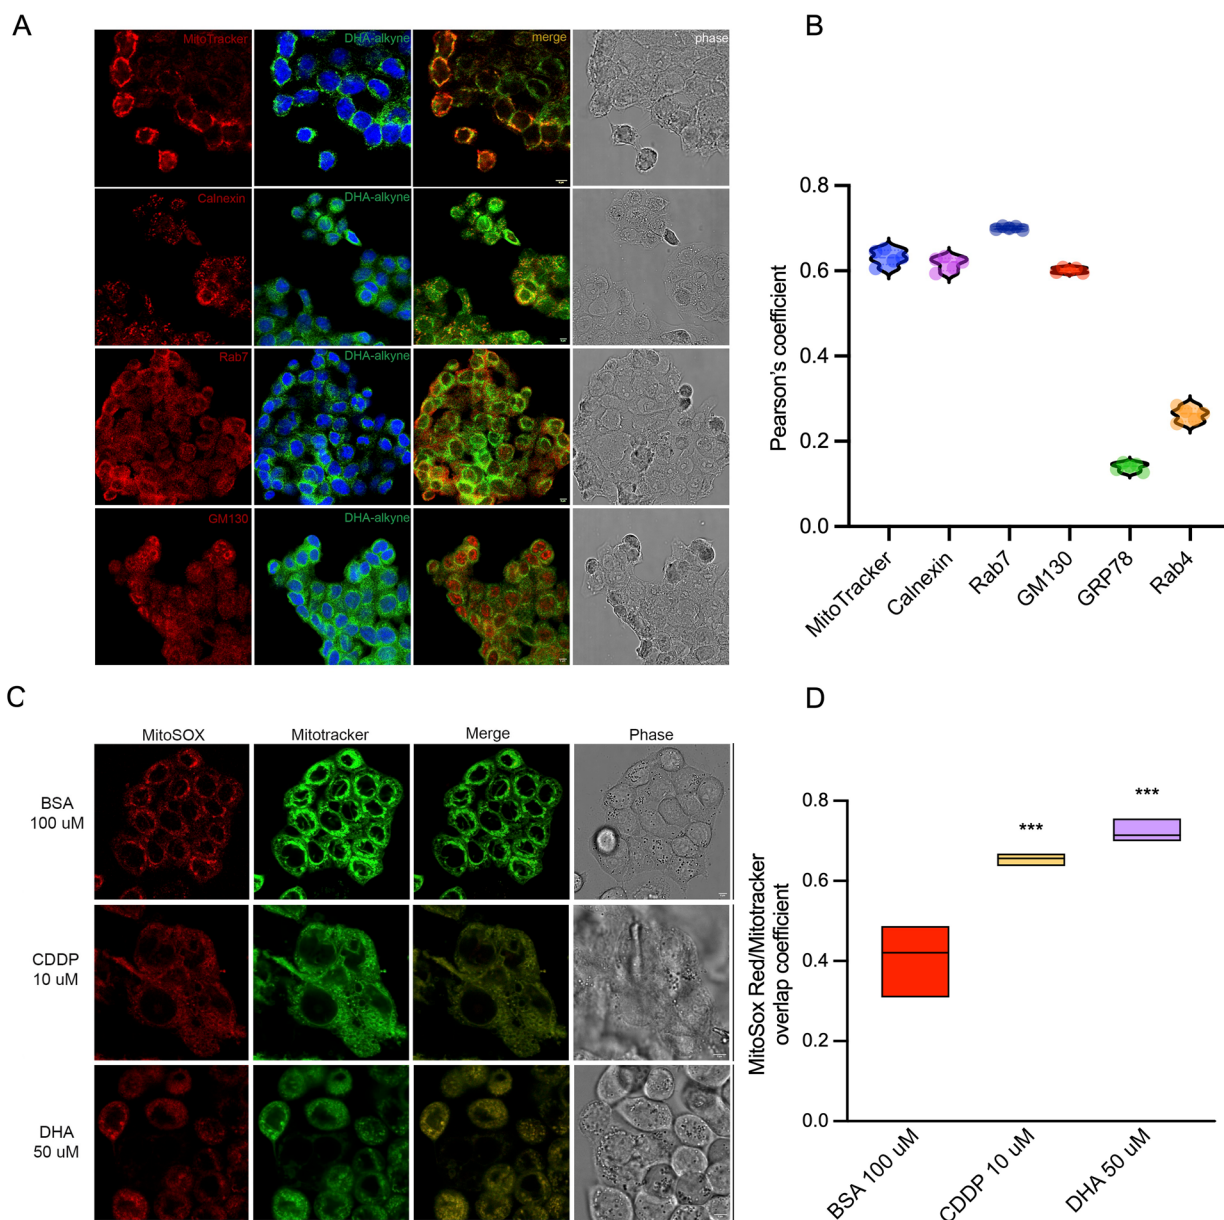 A
MitoTracker
DHA-alkyne
merge
phase
Calnexin
DHA-alkyne
Rab7
DHA-alkyne
GM130
DHA-alkyne
B
Pearson's coefficient
0.8
0.6
0.4
0.2
0.0
MitoTracker
Calnexin
Rab7
GM130
GRP78
Rab4
C
MitoSOX
Mitotracker
Merge
Phase
BSA
100 uM
CDDP
10 uM
DHA
50 uM
D
MitoSox Red/Mitotracker
overlap coefficient
0.8
0.6
0.4
0.2
0.0
***
***
BSA 100 uM
CDDP 10 uM
DHA 50 uM